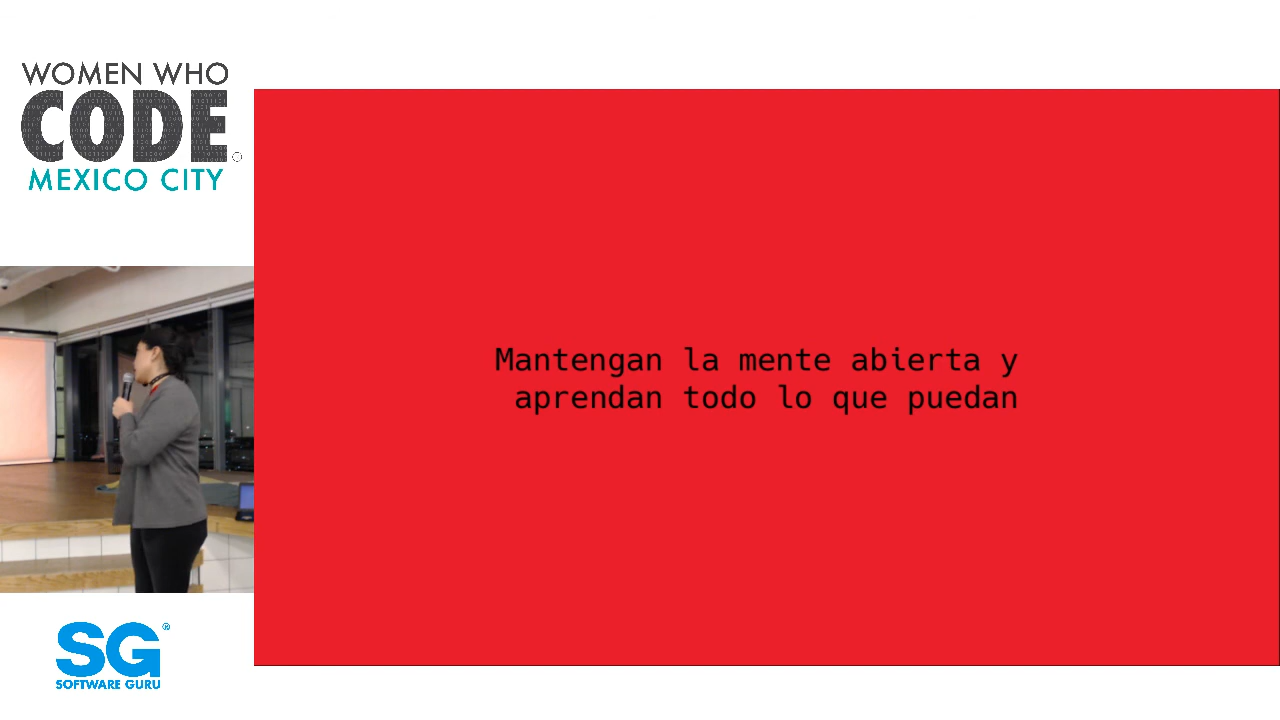 WOMEN WHO
CODE
MEXICO CITY
Mantengan la mente abierta y
aprendan todo lo que puedan
SG®
SOFTWARE GURU